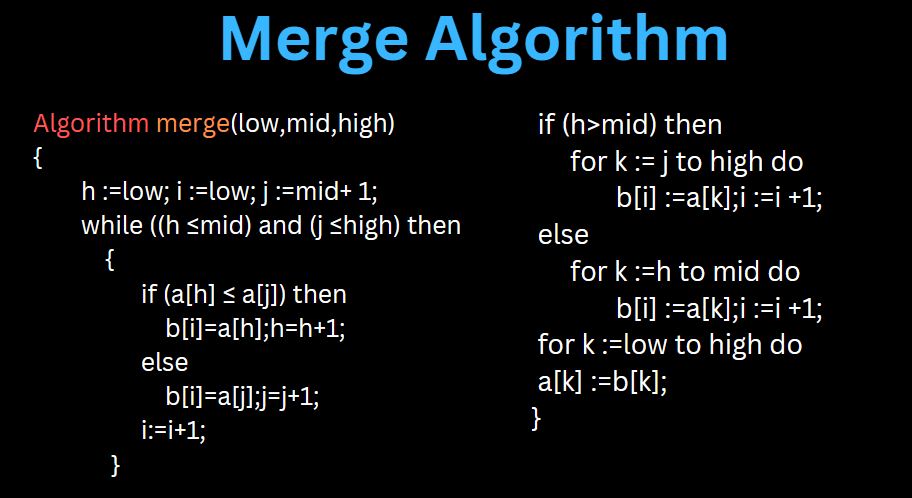 Merge Algorithm
Algorithm merge(low,mid,high)
{
h :=low; i :=low; j :=mid+ 1;
while ((h ≤mid) and (j ≤high) then
{
if (a[h] ≤ a[j]) then
b[i]=a[h];h=h+1;
else
b[i]=a[j];j=j+1;
i:=i+1;
}
if (h>mid) then
for k := j to high do
b[i] :=a[k];i :=i +1;
else
for k :=h to mid do
b[i] :=a[k];i :=i +1;
for k :=low to high do
a[k] :=b[k];
}